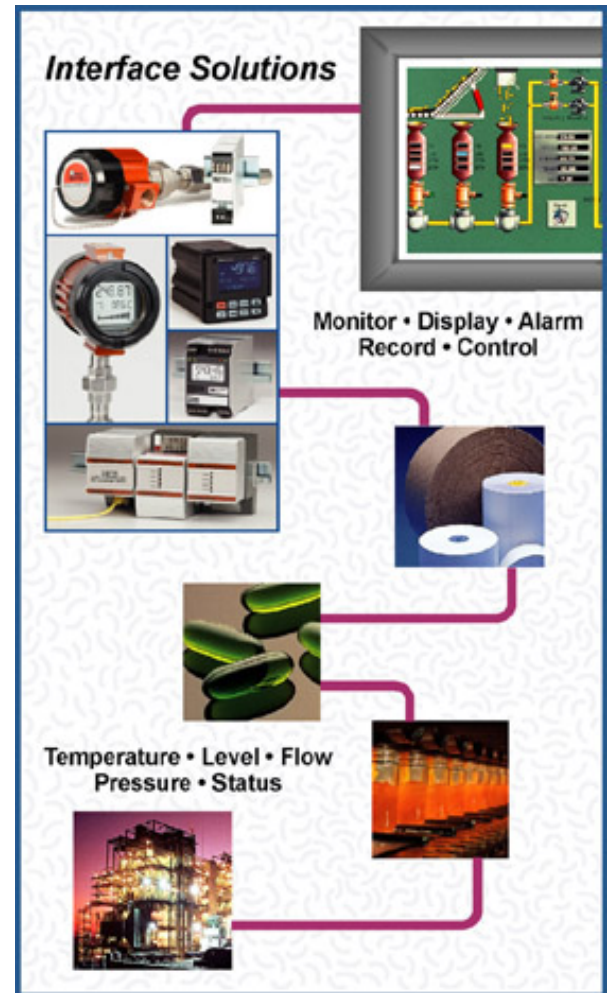 Interface Solutions
Monitor • Display • Alarm
Record • Control
Temperature • Level • Flow
Pressure • Status